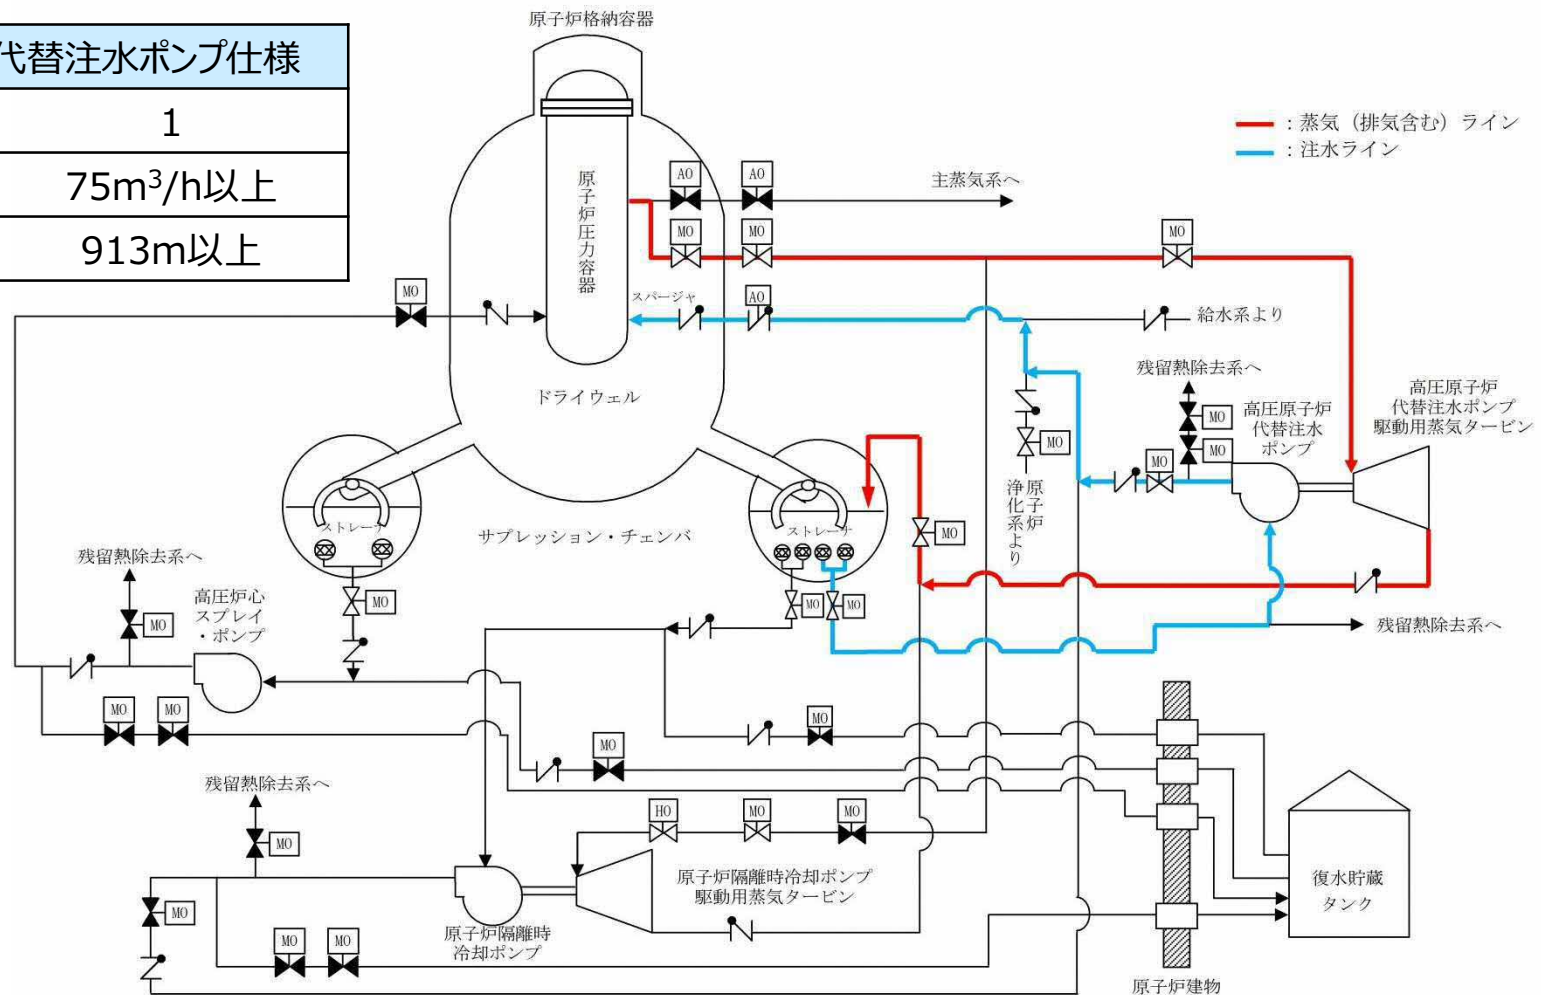 原子炉格納容器
代替注水ポンプ仕様
1
75m³/h以上
913m以上
：蒸気（排気含む）ライン
：注水ライン
AO
AO
主蒸気系へ
原子炉圧力容器
MO
MO
MO
MO
スパージャ
AO
給水系より
残留熱除去系へ
高圧原子炉
代替注水ポンプ
駆動用蒸気タービン
高圧原子炉
代替注水
ポンプ
MO
MO
MO
MO
ドライウェル
原子炉
浄化系より
サプレッション・チェンバ
ストレーナ
ストレーナ
MO
残留熱除去系へ
高圧炉心
スプレイ
・ポンプ
MO
MO
MO
MO
残留熱除去系へ
MO
MO
MO
MO
残留熱除去系へ
MO
HO
MO
MO
原子炉隔離時冷却ポンプ
駆動用蒸気タービン
復水貯蔵
タンク
MO
原子炉隔離時
冷却ポンプ
MO
MO
原子炉建物